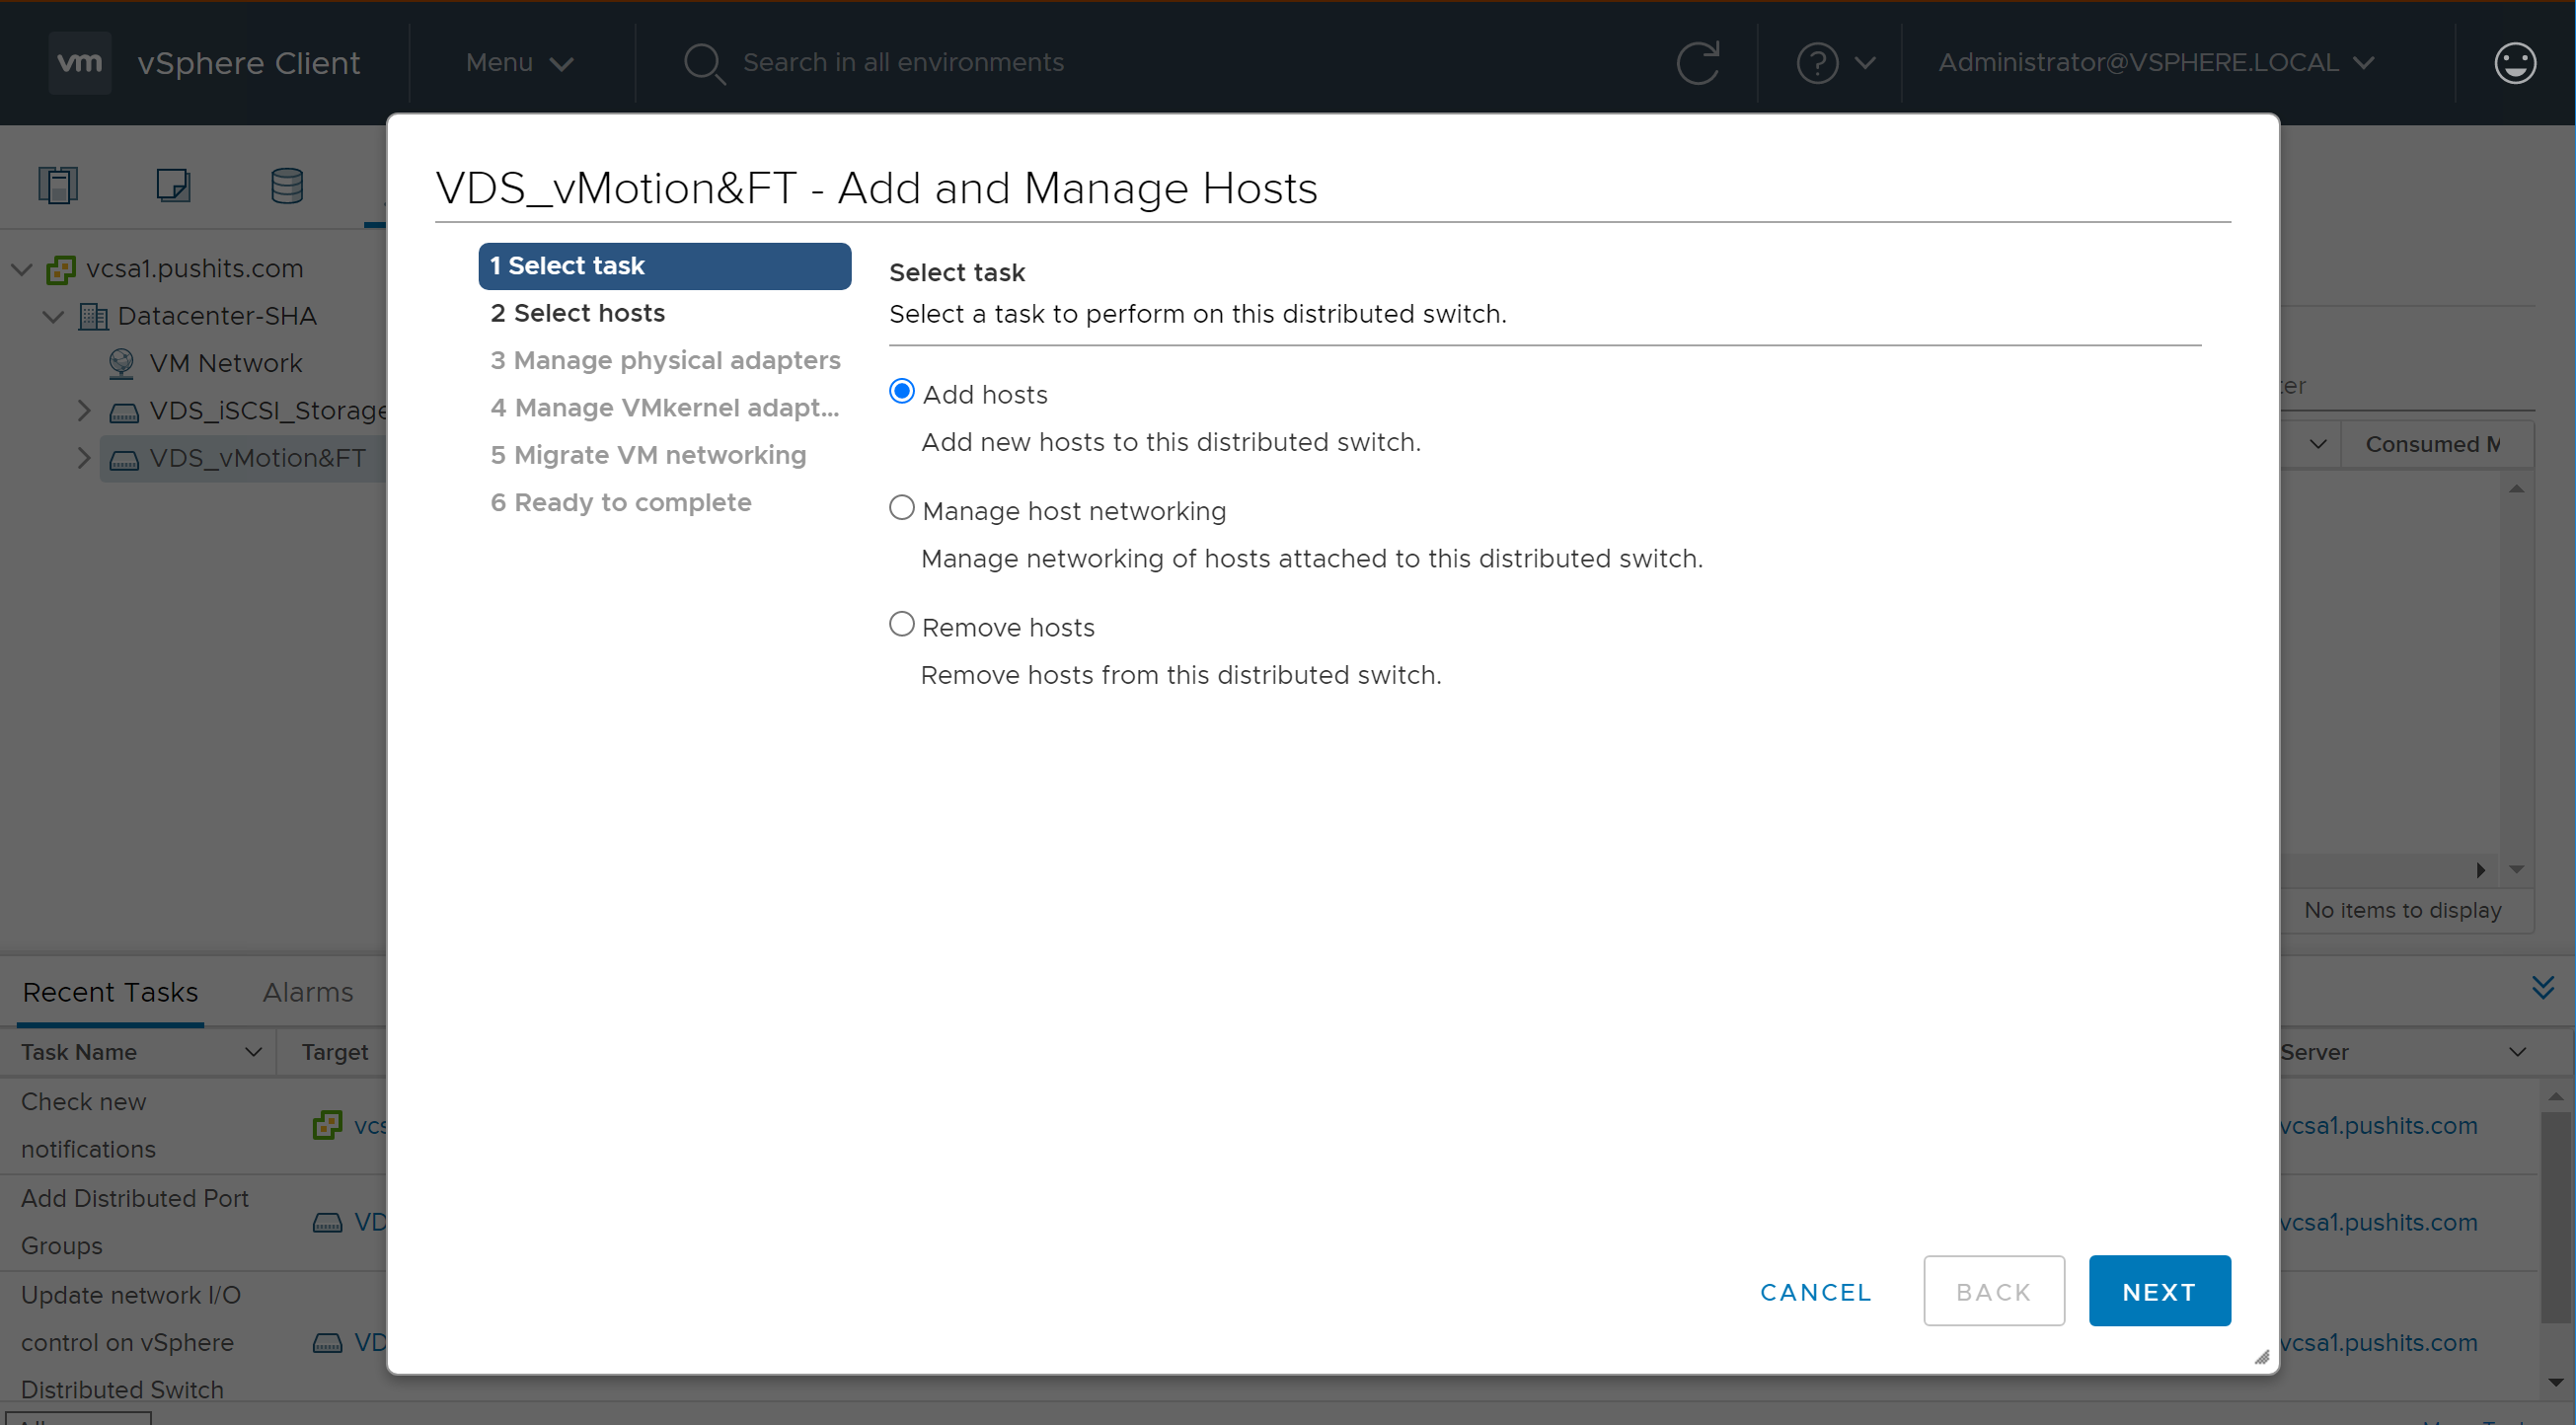 vm vSphere Client Menu Search in all environments Administrator@VSPHERE.LOCAL
vcsa1.pushits.com
Datacenter-SHA
VM Network
VDS_iSCSI_Storage
VDS_vMotion&FT
VDS_vMotion&FT - Add and Manage Hosts
1 Select task
2 Select hosts
3 Manage physical adapters
4 Manage VMkernel adapt...
5 Migrate VM networking
6 Ready to complete
Select task
Select a task to perform on this distributed switch.
Add hosts
Add new hosts to this distributed switch.
Manage host networking
Manage networking of hosts attached to this distributed switch.
Remove hosts
Remove hosts from this distributed switch.
CANCEL BACK NEXT
Consumed M
No items to display
Recent Tasks Alarms
Task Name Target Server
Check new
notifications
vcs
vcsa1.pushits.com
Add Distributed Port
Groups
VD
vcsa1.pushits.com
Update network I/O
control on vSphere
Distributed Switch
VD
vcsa1.pushits.com